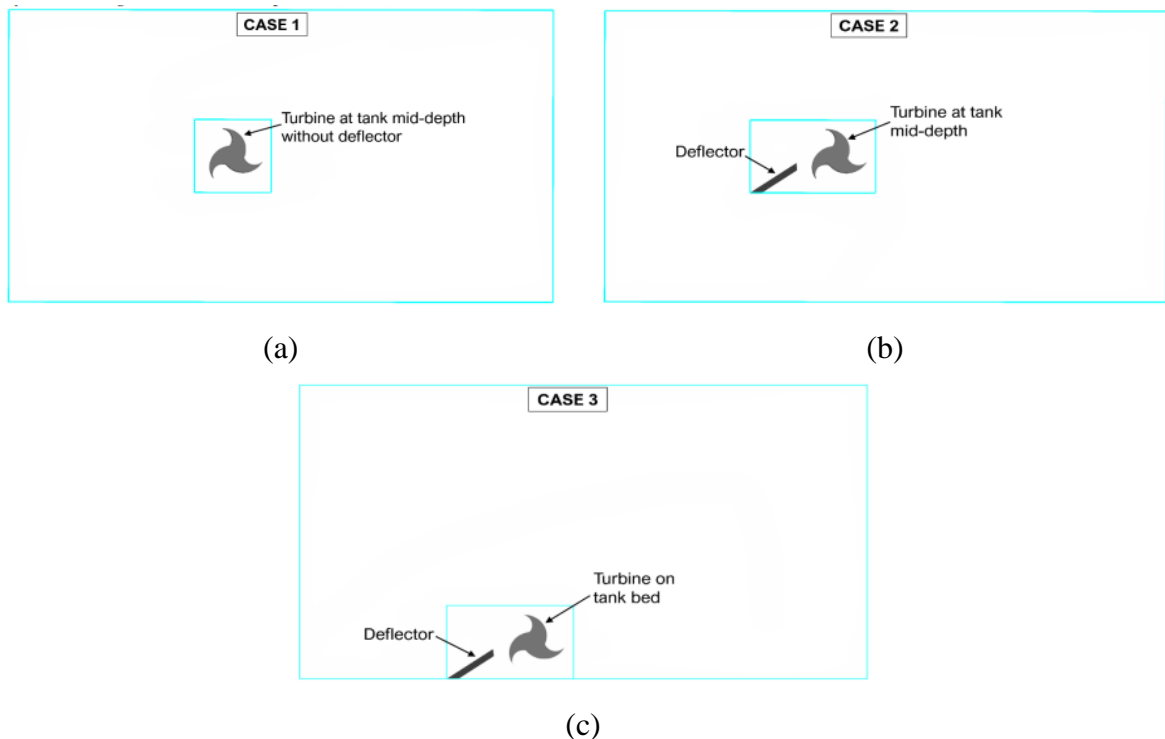 CASE 1
Turbine at tank mid-depth
without deflector
(a)
CASE 2
Turbine at tank
mid-depth
Deflector
(b)
CASE 3
Turbine on
tank bed
Deflector
(c)